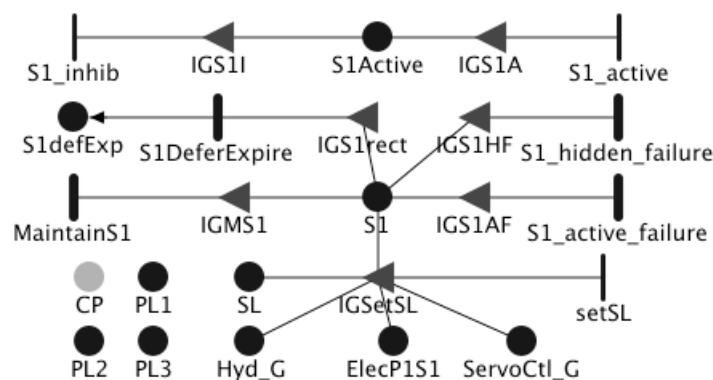 S1_inhib IGS1I S1Active IGS1A S1_active
S1defExp S1DeferExpire IGS1rect IGS1HF S1_hidden_failure
MaintainS1 IGMS1 S1 IGS1AF S1_active_failure
CP PL1 SL IGSetSL setSL
PL2 PL3 Hyd_G ElecP1S1 ServoCtl_G